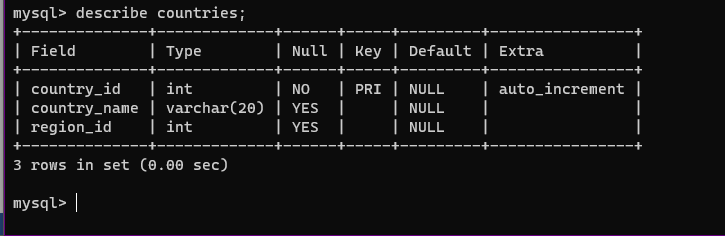 mysql> describe countries;
+--------------+-------------+------+-----+---------+----------------+
| Field        | Type        | Null | Key | Default | Extra          |
+--------------+-------------+------+-----+---------+----------------+
| country_id   | int         | NO   | PRI | NULL    | auto_increment |
| country_name | varchar(20) | YES  |     | NULL    |                |
| region_id    | int         | YES  |     | NULL    |                |
+--------------+-------------+------+-----+---------+----------------+
3 rows in set (0.00 sec)
mysql>